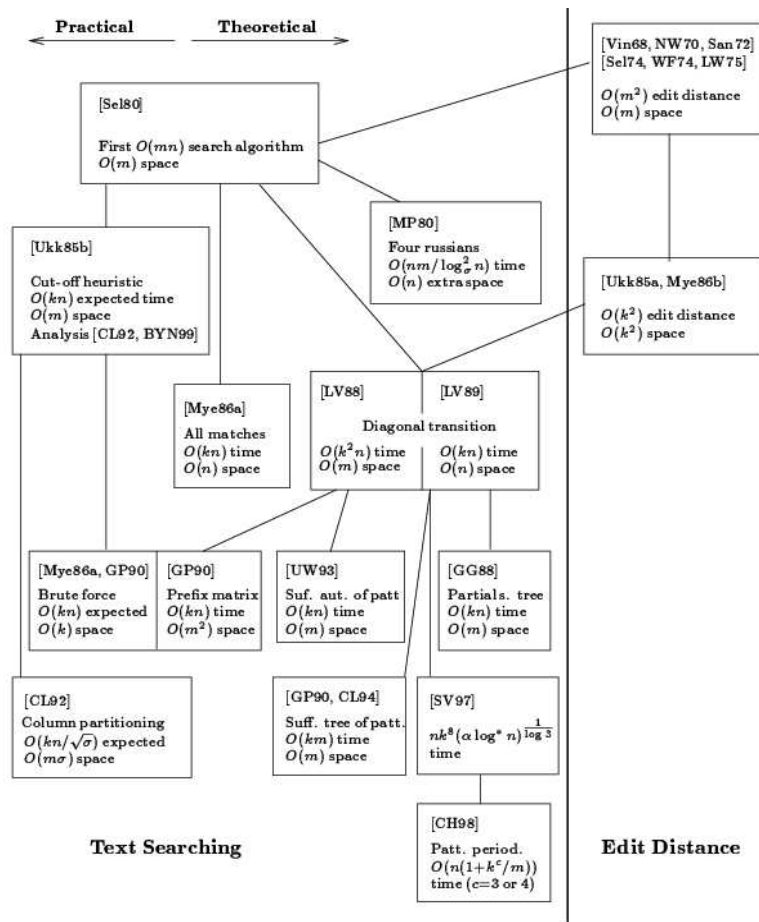 Practical
Theoretical
[Vin68, NW70, San72]
[Sel74, WF74, LW75]
O(m²) edit distance
O(m) space
[Sel80]
First O(mn) search algorithm
O(m) space
[MP80]
Four russians
O(nm/log²σ n) time
O(n) extra space
[Ukk85b]
Cut-off heuristic
O(kn) expected time
O(m) space
Analysis [CL92, BYN99]
[Ukk85a, Mye86b]
O(k²) edit distance
O(k²) space
[Mye86a]
All matches
O(kn) time
O(n) space
[LV88]
[LV89]
Diagonal transition
O(k²n) time
O(m) space
O(kn) time
O(n) space
[Mye86a, GP90]
Brute force
O(kn) expected
O(k) space
[GP90]
Prefix matrix
O(kn) time
O(m²) space
[UW93]
Suf. aut. of patt
O(kn) time
O(m) space
[GG88]
Partial s. tree
O(kn) time
O(m) space
[CL92]
Column partitioning
O(kn/√σ) expected
O(mσ) space
[GP90, CL94]
Suff. tree of patt.
O(km) time
O(m) space
[SV97]
nk⁸(α log* n)^(1/log 3)
time
[CH98]
Patt. period.
O(n(1+k^c/m))
time (c=3 or 4)
Text Searching
Edit Distance